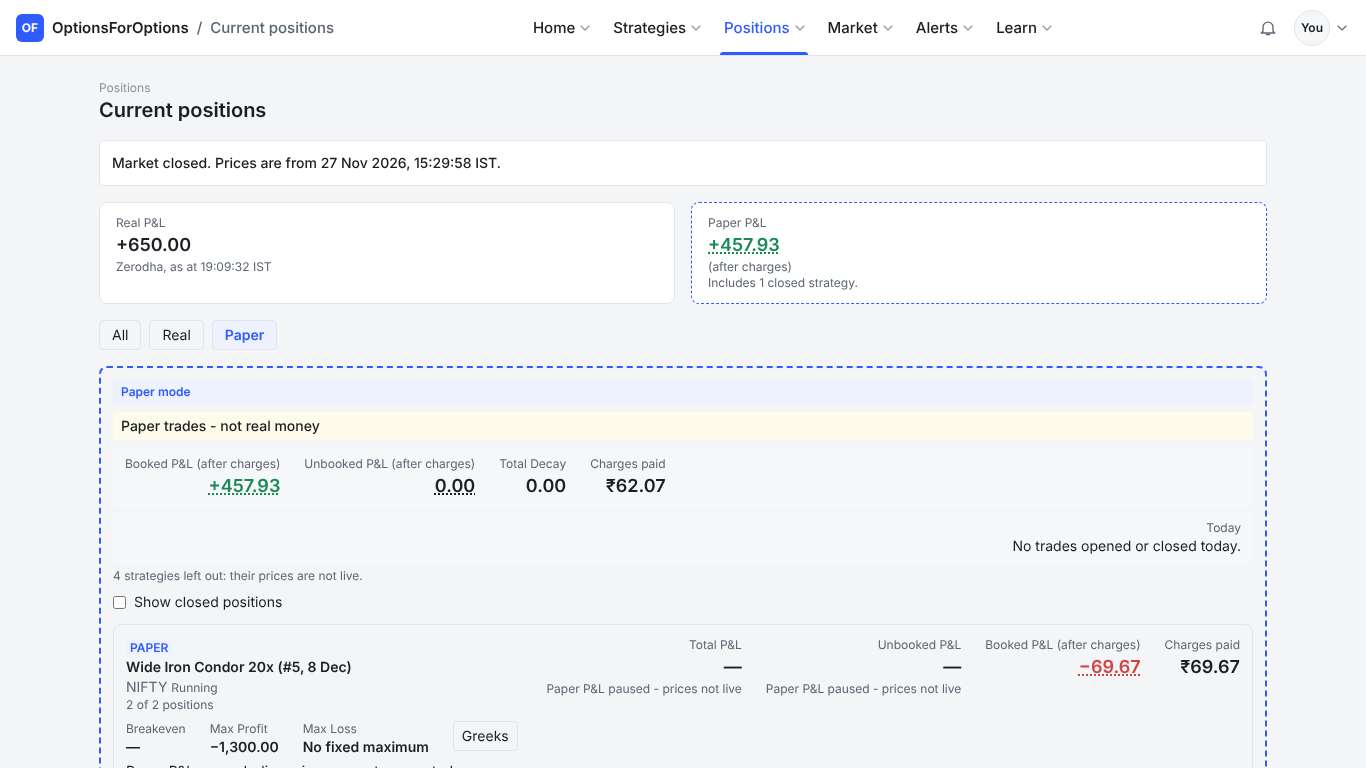 OF OptionsForOptions / Current positions Home Strategies Positions Market Alerts Learn You
Positions
Current positions
Market closed. Prices are from 27 Nov 2026, 15:29:58 IST.
Real P&L
+650.00
Zerodha, as at 19:09:32 IST
Paper P&L
+457.93
(after charges)
Includes 1 closed strategy.
All Real Paper
Paper mode
Paper trades - not real money
Booked P&L (after charges) Unbooked P&L (after charges) Total Decay Charges paid
+457.93 0.00 0.00 ₹62.07
Today
No trades opened or closed today.
4 strategies left out: their prices are not live.
Show closed positions
PAPER
Wide Iron Condor 20x (#5, 8 Dec)
NIFTY Running
2 of 2 positions
Total P&L Unbooked P&L Booked P&L (after charges) Charges paid
— — −69.67 ₹69.67
Paper P&L paused - prices not live Paper P&L paused - prices not live
Breakeven Max Profit Max Loss
— −1,300.00 No fixed maximum Greeks